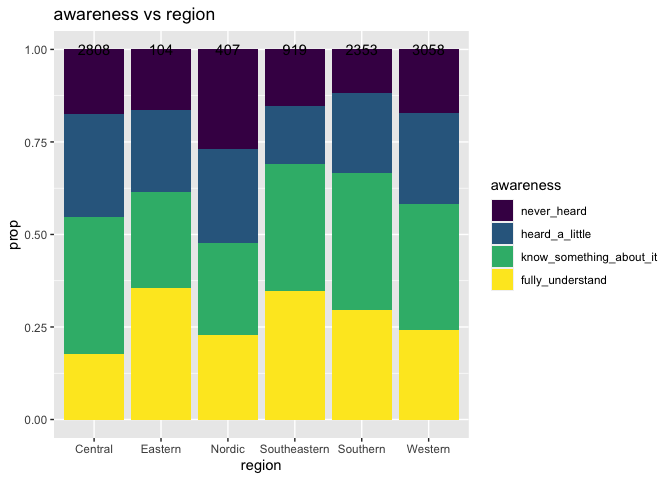 awareness vs region
1.00
0.75
0.50
0.25
0.00
prop
2808
104
407
919
2353
3058
Central Eastern Nordic Southeastern Southern Western
region
awareness
never_heard
heard_a_little
know_something_about_it
fully_understand